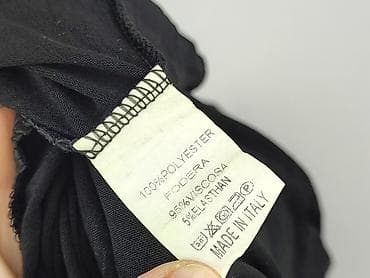 100%POLYESTER
FODERA
95%VISCOSA
5%ELASTHAN
MADE IN ITALY